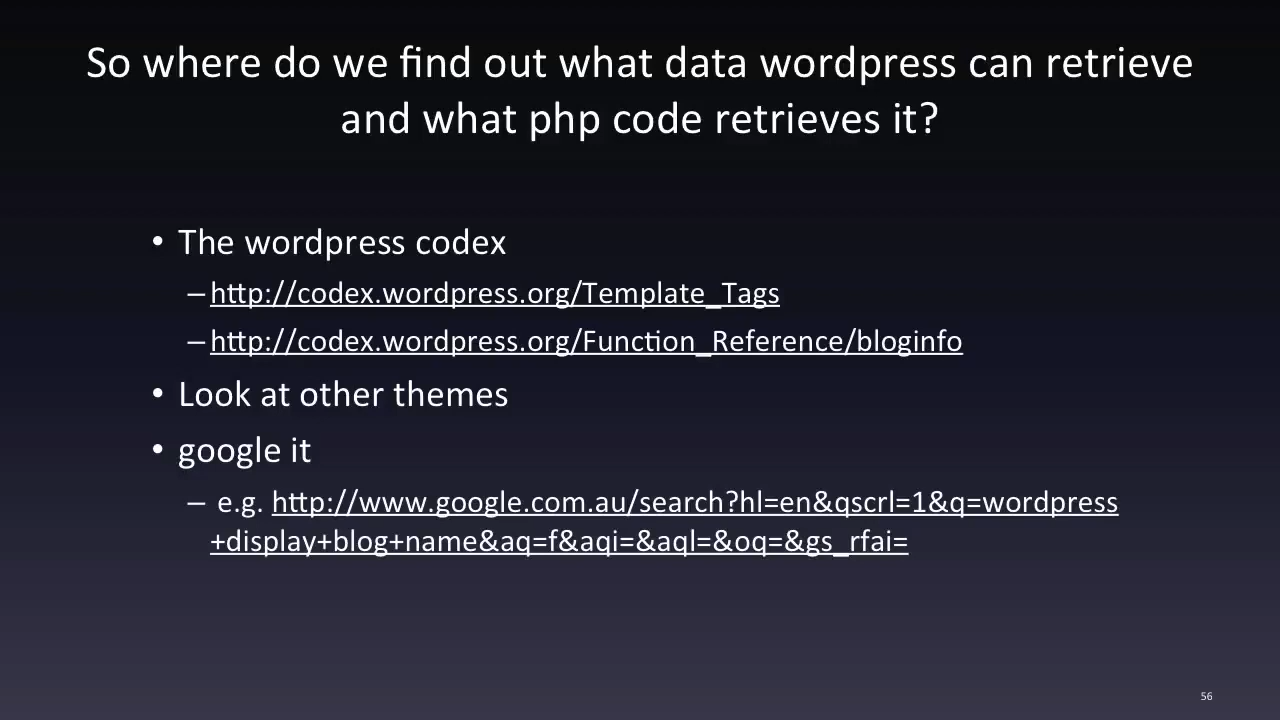 So where do we find out what data wordpress can retrieve
and what php code retrieves it?
• The wordpress codex
– http://codex.wordpress.org/Template_Tags
– http://codex.wordpress.org/Function_Reference/bloginfo
• Look at other themes
• google it
– e.g. http://www.google.com.au/search?hl=en&qscrl=1&q=wordpress
+display+blog+name&aq=f&aqi=&aql=&oq=&gs_rfai=
56